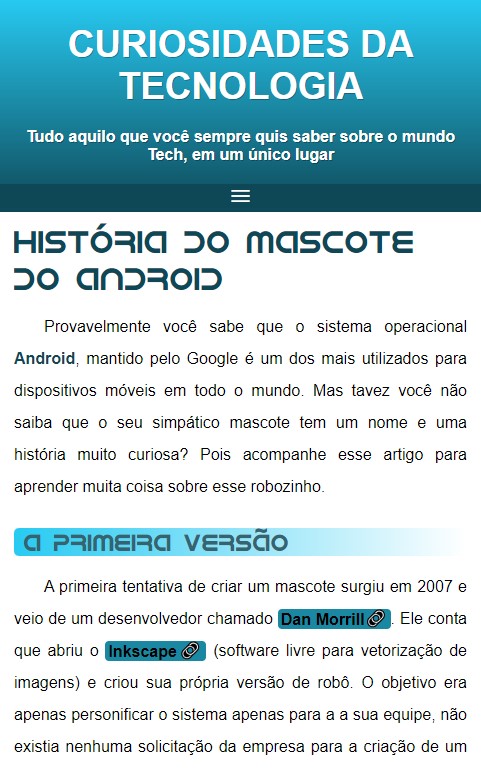 CURIOSIDADES DA
TECNOLOGIA
Tudo aquilo que você sempre quis saber sobre o mundo
Tech, em um único lugar
HISTÓRIA DO MASCOTE
DO ANDROID
Provavelmente você sabe que o sistema operacional
Android, mantido pelo Google é um dos mais utilizados para
dispositivos móveis em todo o mundo. Mas tavez você não
saiba que o seu simpático mascote tem um nome e uma
história muito curiosa? Pois acompanhe esse artigo para
aprender muita coisa sobre esse robozinho.
A PRIMEIRA VERSÃO
A primeira tentativa de criar um mascote surgiu em 2007 e
veio de um desenvolvedor chamado Dan Morrill. Ele conta
que abriu o Inkscape (software livre para vetorização de
imagens) e criou sua própria versão de robô. O objetivo era
apenas personificar o sistema apenas para a a sua equipe, não
existia nenhuma solicitação da empresa para a criação de um